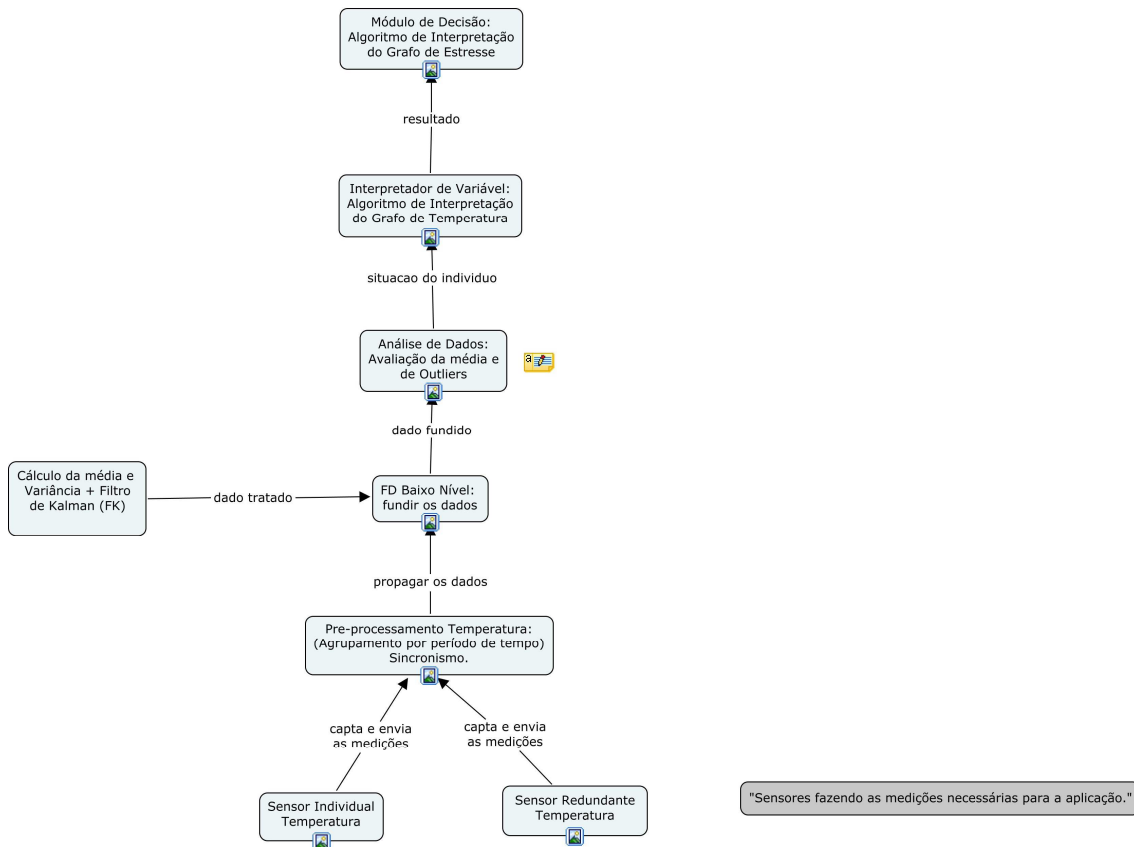 Módulo de Decisão:
Algoritmo de Interpretação
do Grafo de Estresse
resultado
Interpretador de Variável:
Algoritmo de Interpretação
do Grafo de Temperatura
situacao do individuo
Análise de Dados:
Avaliação da média e
de Outliers
a
dado fundido
Cálculo da média e
Variância + Filtro
de Kalman (FK)
dado tratado
FD Baixo Nível:
fundir os dados
propagar os dados
Pre-processamento Temperatura:
(Agrupamento por período de tempo)
Sincronismo.
capta e envia
as medições
capta e envia
as medições
Sensor Individual
Temperatura
Sensor Redundante
Temperatura
"Sensores fazendo as medições necessárias para a aplicação."